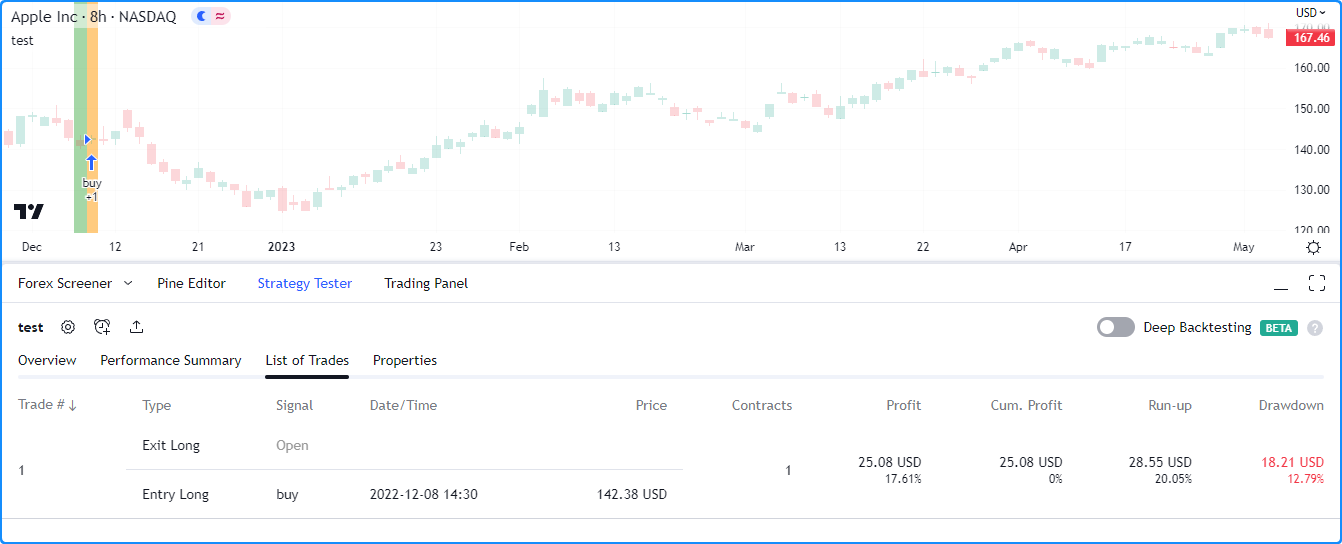 Apple Inc · 8h · NASDAQ
USD
test
170.00
167.46
160.00
150.00
140.00
130.00
120.00
buy
+1
Dec 12 21 2023 23 Feb 13 Mar 13 22 Apr 17 May
Forex Screener Pine Editor Strategy Tester Trading Panel
test Deep Backtesting BETA ?
Overview Performance Summary List of Trades Properties
Trade # ↓ Type Signal Date/Time Price Contracts Profit Cum. Profit Run-up Drawdown
Exit Long Open
1 1 25.08 USD 25.08 USD 28.55 USD 18.21 USD
17.61% 0% 20.05% 12.79%
Entry Long buy 2022-12-08 14:30 142.38 USD